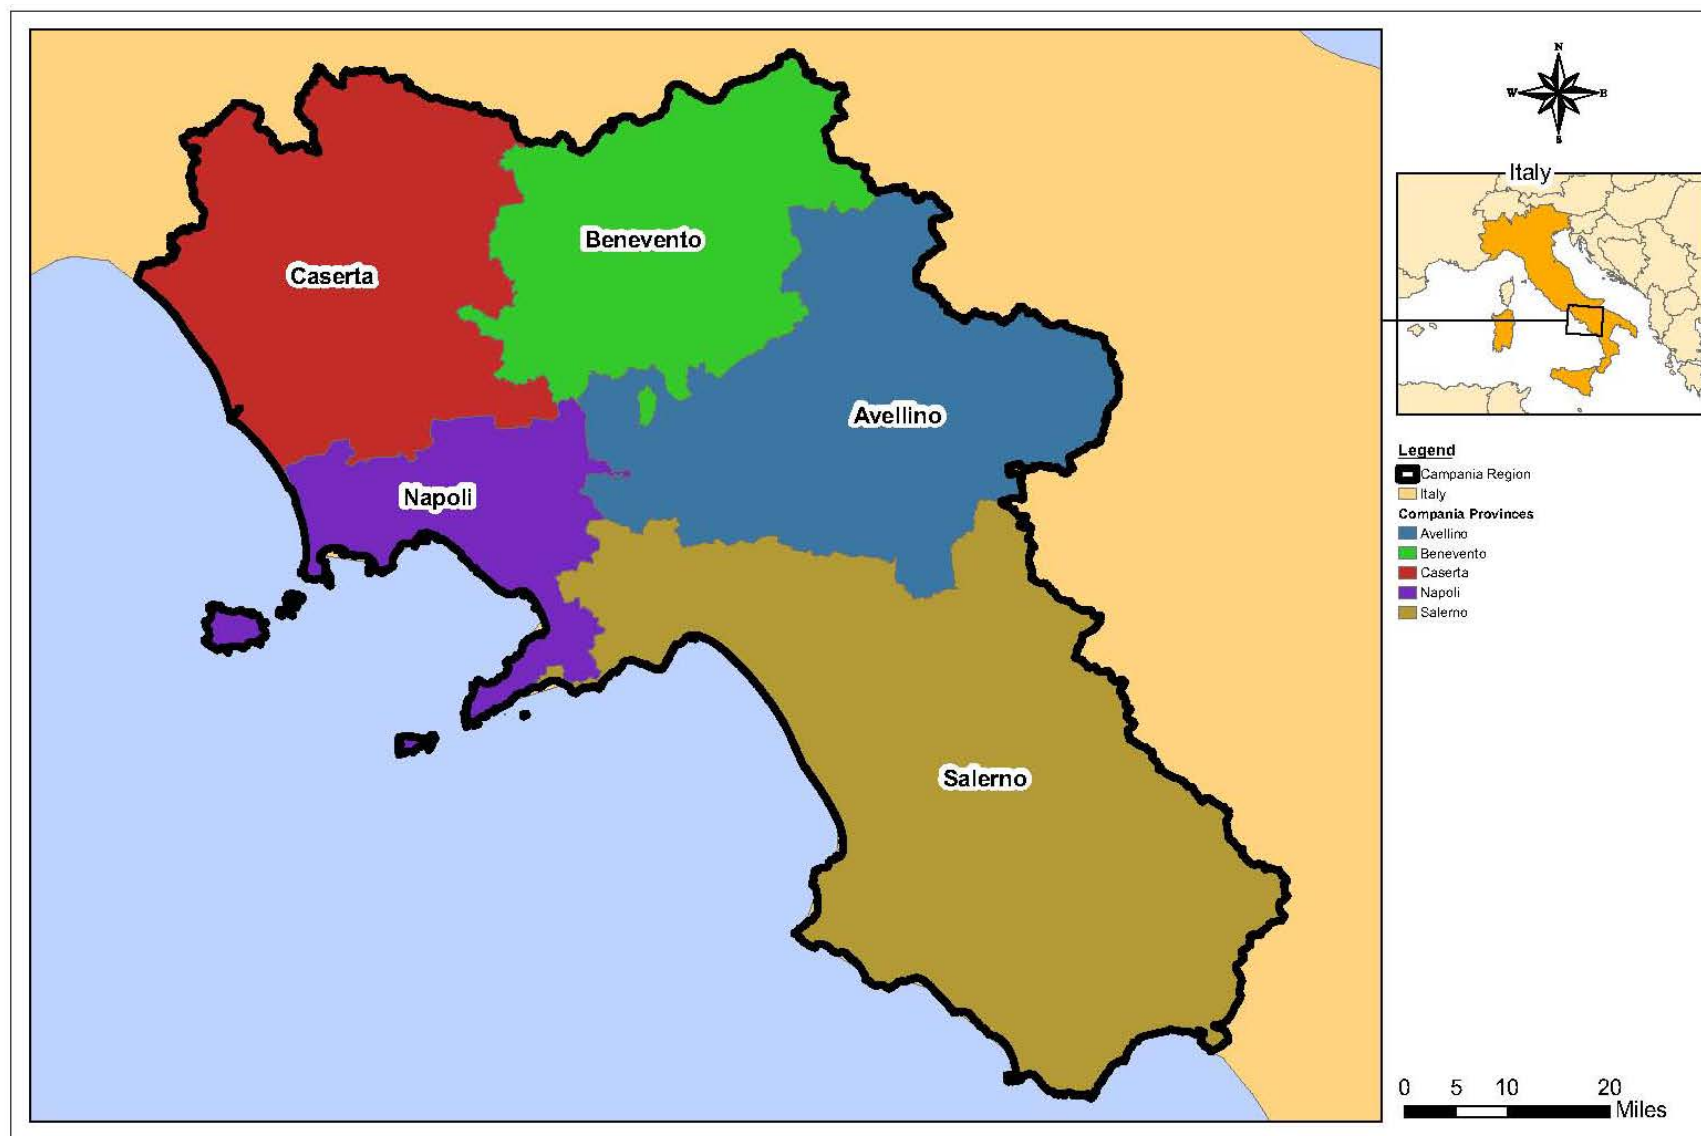 Caserta
Benevento
Avellino
Napoli
Salerno
N
W E
S
Italy
Legend
Campania Region
Italy
Compania Provinces
Avellino
Benevento
Caserta
Napoli
Salerno
0 5 10 20
Miles